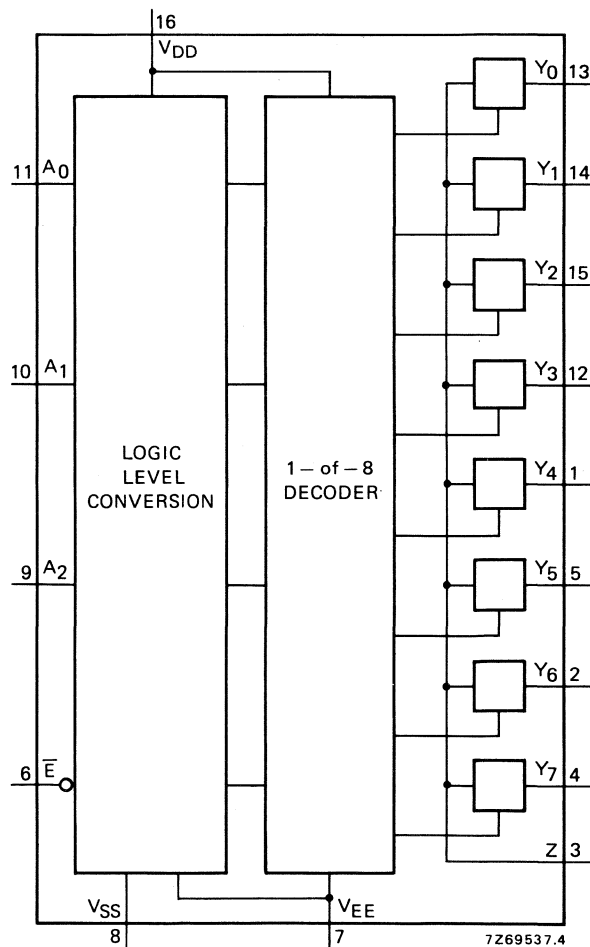 16
VDD
Y0 13
11 A0
Y1 14
Y2 15
10 A1
Y3 12
LOGIC
LEVEL
CONVERSION
1 – of – 8
DECODER
Y4 1
9 A2
Y5 5
Y6 2
6 E̅
Y7 4
Z 3
VSS
VEE
8
7
7Z69537.4